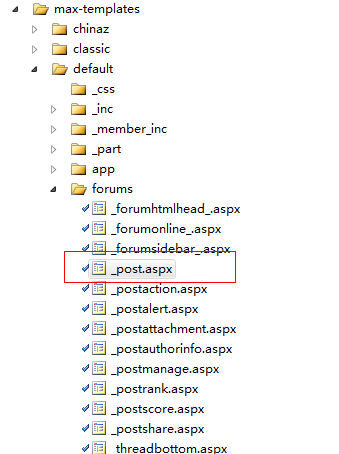 max-templates
chinaz
classic
default
_css
_inc
_member_inc
_part
app
forums
_forumhtmlhead_.aspx
_forumonline_.aspx
_forumsidebar_.aspx
_post.aspx
_postaction.aspx
_postalert.aspx
_postattachment.aspx
_postauthorinfo.aspx
_postmanage.aspx
_postrank.aspx
_postscore.aspx
_postshare.aspx
_threadbottom.aspx